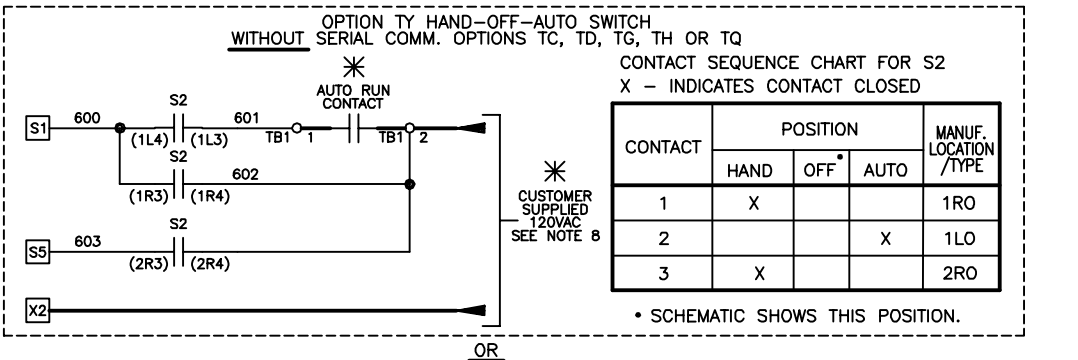 OPTION TY HAND-OFF-AUTO SWITCH
WITHOUT SERIAL COMM. OPTIONS TC, TD, TG, TH OR TQ
AUTO RUN
CONTACT
S1
600
S2
(1L4)
(1L3)
601
TB1
1
TB1
2
S2
(1R3)
(1R4)
602
S5
603
S2
(2R3)
(2R4)
X2
CUSTOMER
SUPPLIED
120VAC
SEE NOTE 8
CONTACT SEQUENCE CHART FOR S2
X - INDICATES CONTACT CLOSED
CONTACT
POSITION
MANUF.
LOCATION
/TYPE
HAND
OFF•
AUTO
1 X 1RO
2 X 1LO
3 X 2RO
• SCHEMATIC SHOWS THIS POSITION.
OR